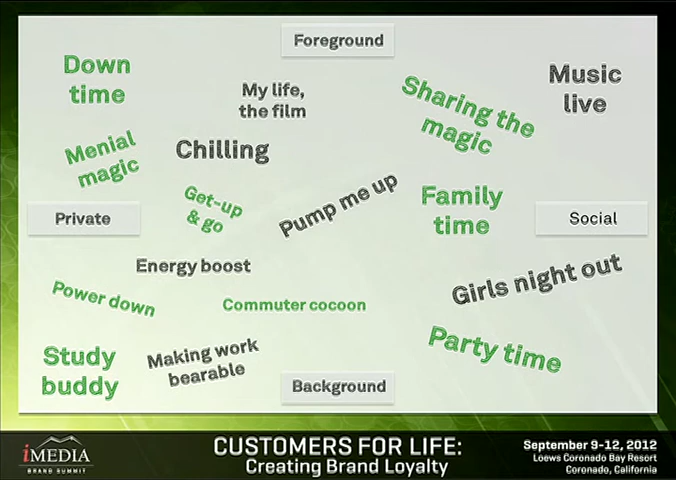 Foreground
Down
time
My life,
the film
Sharing the
magic
Music
live
Menial
magic
Chilling
Get-up
& go
Pump me up
Family
time
Private
Social
Energy boost
Girls night out
Power down
Commuter cocoon
Study
buddy
Making work
bearable
Party time
Background
iMEDIA
BRAND SUMMIT
CUSTOMERS FOR LIFE:
Creating Brand Loyalty
September 9-12, 2012
Loews Coronado Bay Resort
Coronado, California